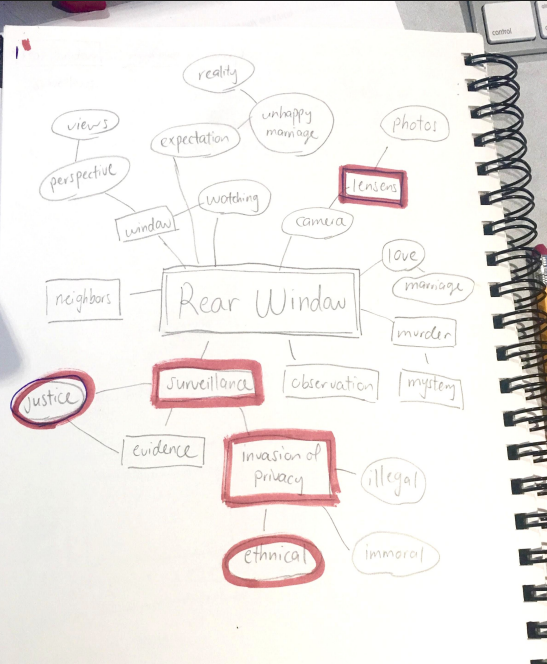 control
reality
views
expectation
unhappy
marriage
photos
perspective
lensens
watching
window
camera
love
marriage
neighbors
Rear Window
murder
surveillance
observation
mystery
justice
evidence
invasion of
privacy
illegal
ethnical
immoral